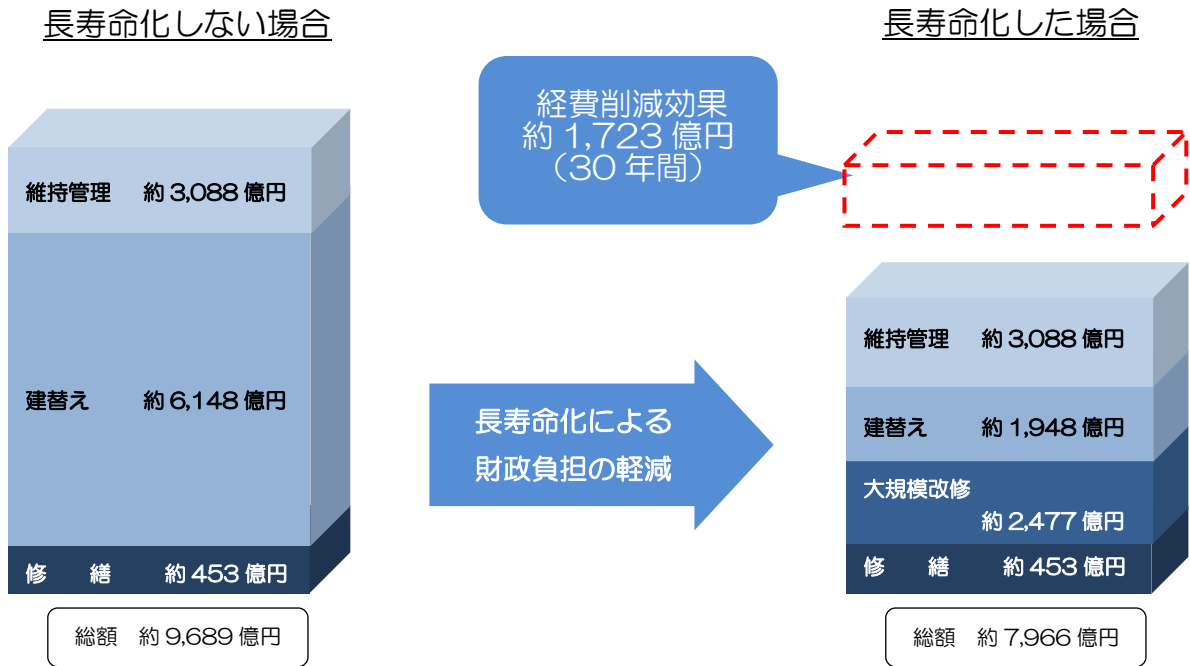 長寿命化しない場合
維持管理 約 3,088 億円
建替え 約 6,148 億円
修 繕 約 453 億円
総額 約 9,689 億円
経費削減効果
約 1,723 億円
(30 年間)
長寿命化による
財政負担の軽減
長寿命化した場合
維持管理 約 3,088 億円
建替え 約 1,948 億円
大規模改修
約 2,477 億円
修 繕 約 453 億円
総額 約 7,966 億円